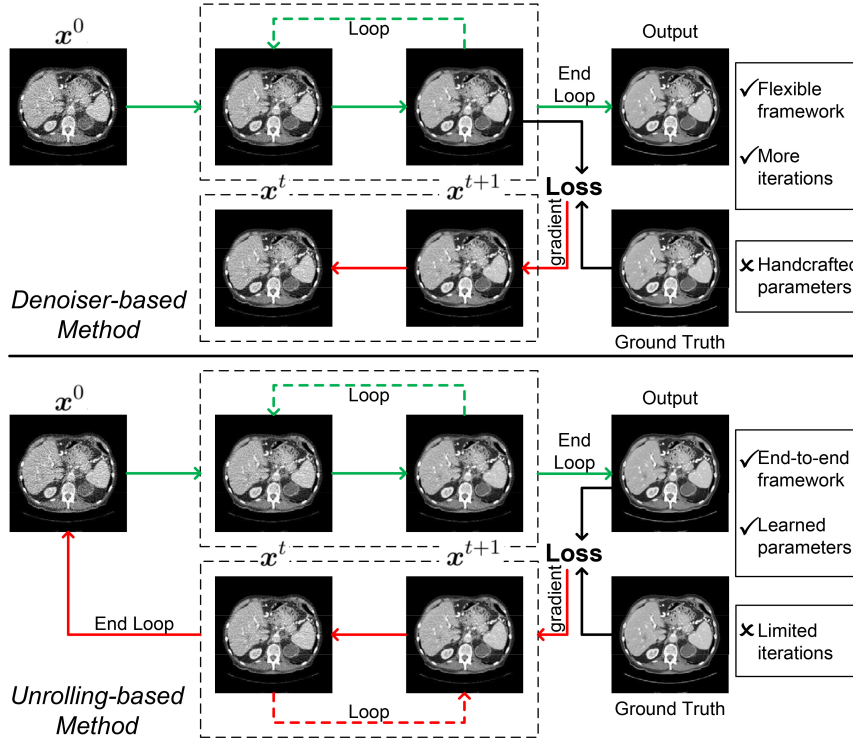 x^0
Loop
Output
End
Loop
✓ Flexible
framework
✓ More
iterations
x^t
x^{t+1}
Loss
gradient
✗ Handcrafted
parameters
Denoiser-based
Method
Ground Truth
x^0
Loop
Output
End
Loop
✓ End-to-end
framework
✓ Learned
parameters
x^t
x^{t+1}
Loss
gradient
End Loop
✗ Limited
iterations
Unrolling-based
Method
Loop
Ground Truth